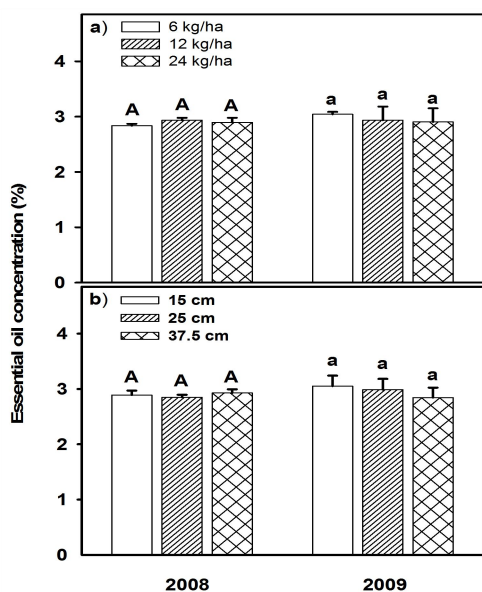 a)
6 kg/ha
12 kg/ha
24 kg/ha
4
3
2
1
0
A A A a a a
b)
15 cm
25 cm
37.5 cm
4
3
2
1
0
A A A a a a
2008 2009
Essential oil concentration (%)